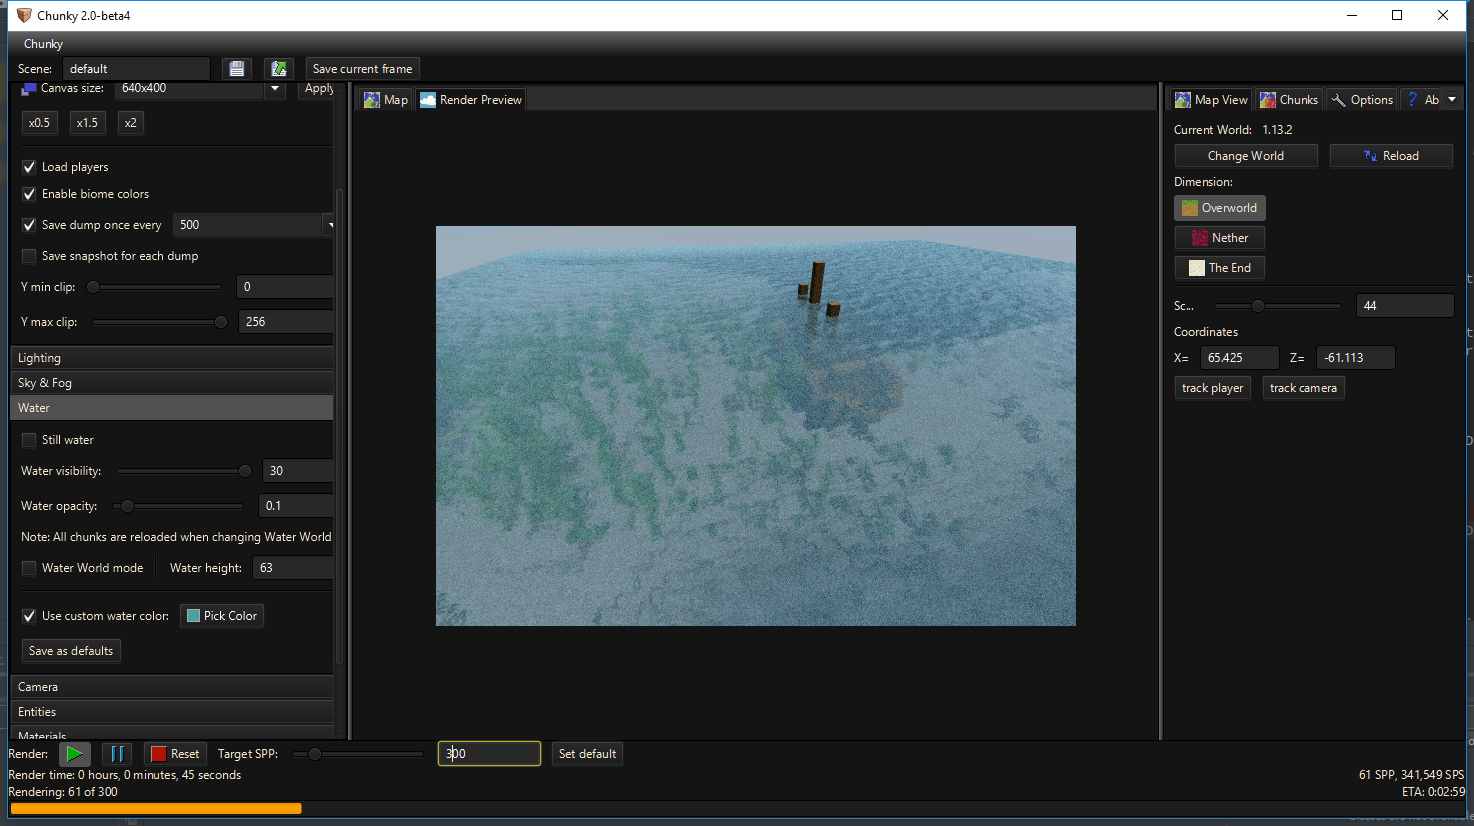 Chunky 2.0-beta4
Chunky
Scene: default Save current frame
Canvas size: 640x400 Apply
x0.5 x1.5 x2
Load players
Enable biome colors
Save dump once every 500
Save snapshot for each dump
Y min clip: 0
Y max clip: 256
Lighting
Sky & Fog
Water
Still water
Water visibility: 30
Water opacity: 0.1
Note: All chunks are reloaded when changing Water World
Water World mode Water height: 63
Use custom water color: Pick Color
Save as defaults
Camera
Entities
Materials
Map Render Preview
Map View Chunks Options ? Ab
Current World: 1.13.2
Change World Reload
Dimension:
Overworld
Nether
The End
Sc... 44
Coordinates
X= 65.425 Z= -61.113
track player track camera
Render: Reset Target SPP: 300 Set default
Render time: 0 hours, 0 minutes, 45 seconds 61 SPP, 341,549 SPS
Rendering: 61 of 300 ETA: 0:02:59